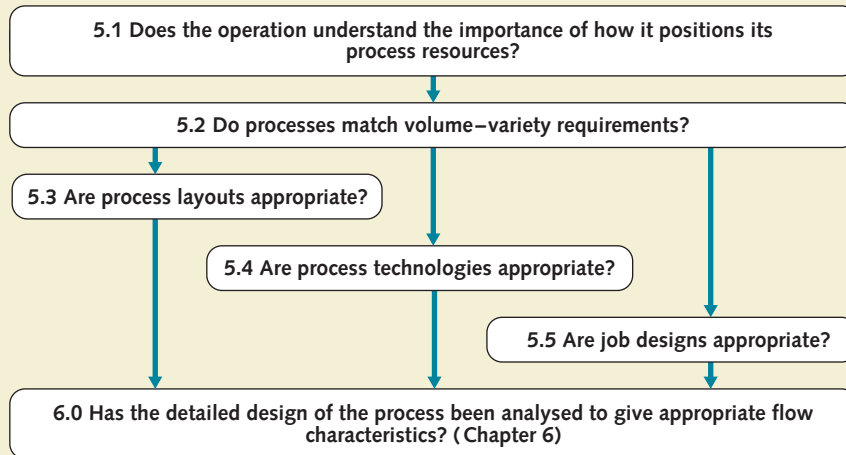 5.1 Does the operation understand the importance of how it positions its
process resources?
5.2 Do processes match volume–variety requirements?
5.3 Are process layouts appropriate?
5.4 Are process technologies appropriate?
5.5 Are job designs appropriate?
6.0 Has the detailed design of the process been analysed to give appropriate flow
characteristics? (Chapter 6)